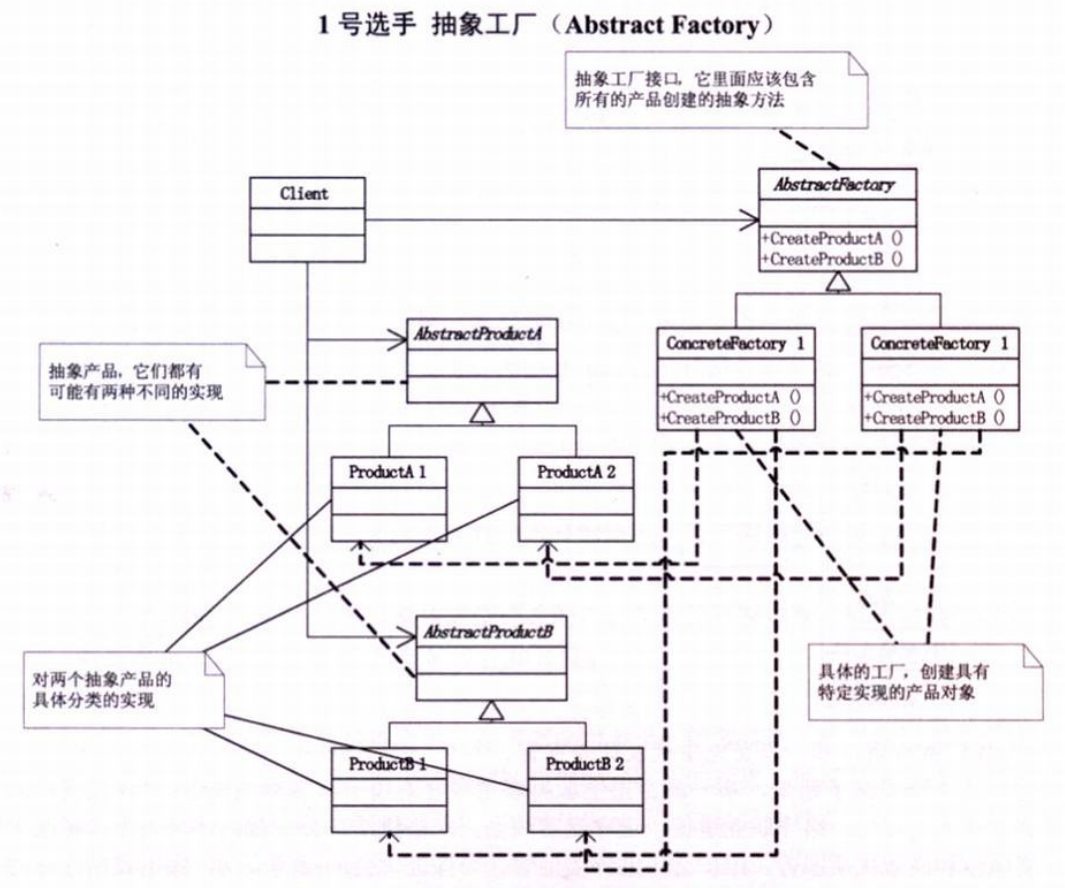 1 号选手 抽象工厂（Abstract Factory）
抽象工厂接口, 它里面应该包含
所有的产品创建的抽象方法
Client
AbstractFactory
+CreateProductA ()
+CreateProductB ()
AbstractProductA
ConcreteFactory 1
+CreateProductA ()
+CreateProductB ()
ConcreteFactory 1
+CreateProductA ()
+CreateProductB ()
抽象产品, 它们都有
可能有两种不同的实现
ProductA 1
ProductA 2
AbstractProductB
对两个抽象产品的
具体分类的实现
具体的工厂, 创建具有
特定实现的产品对象
ProductB 1
ProductB 2